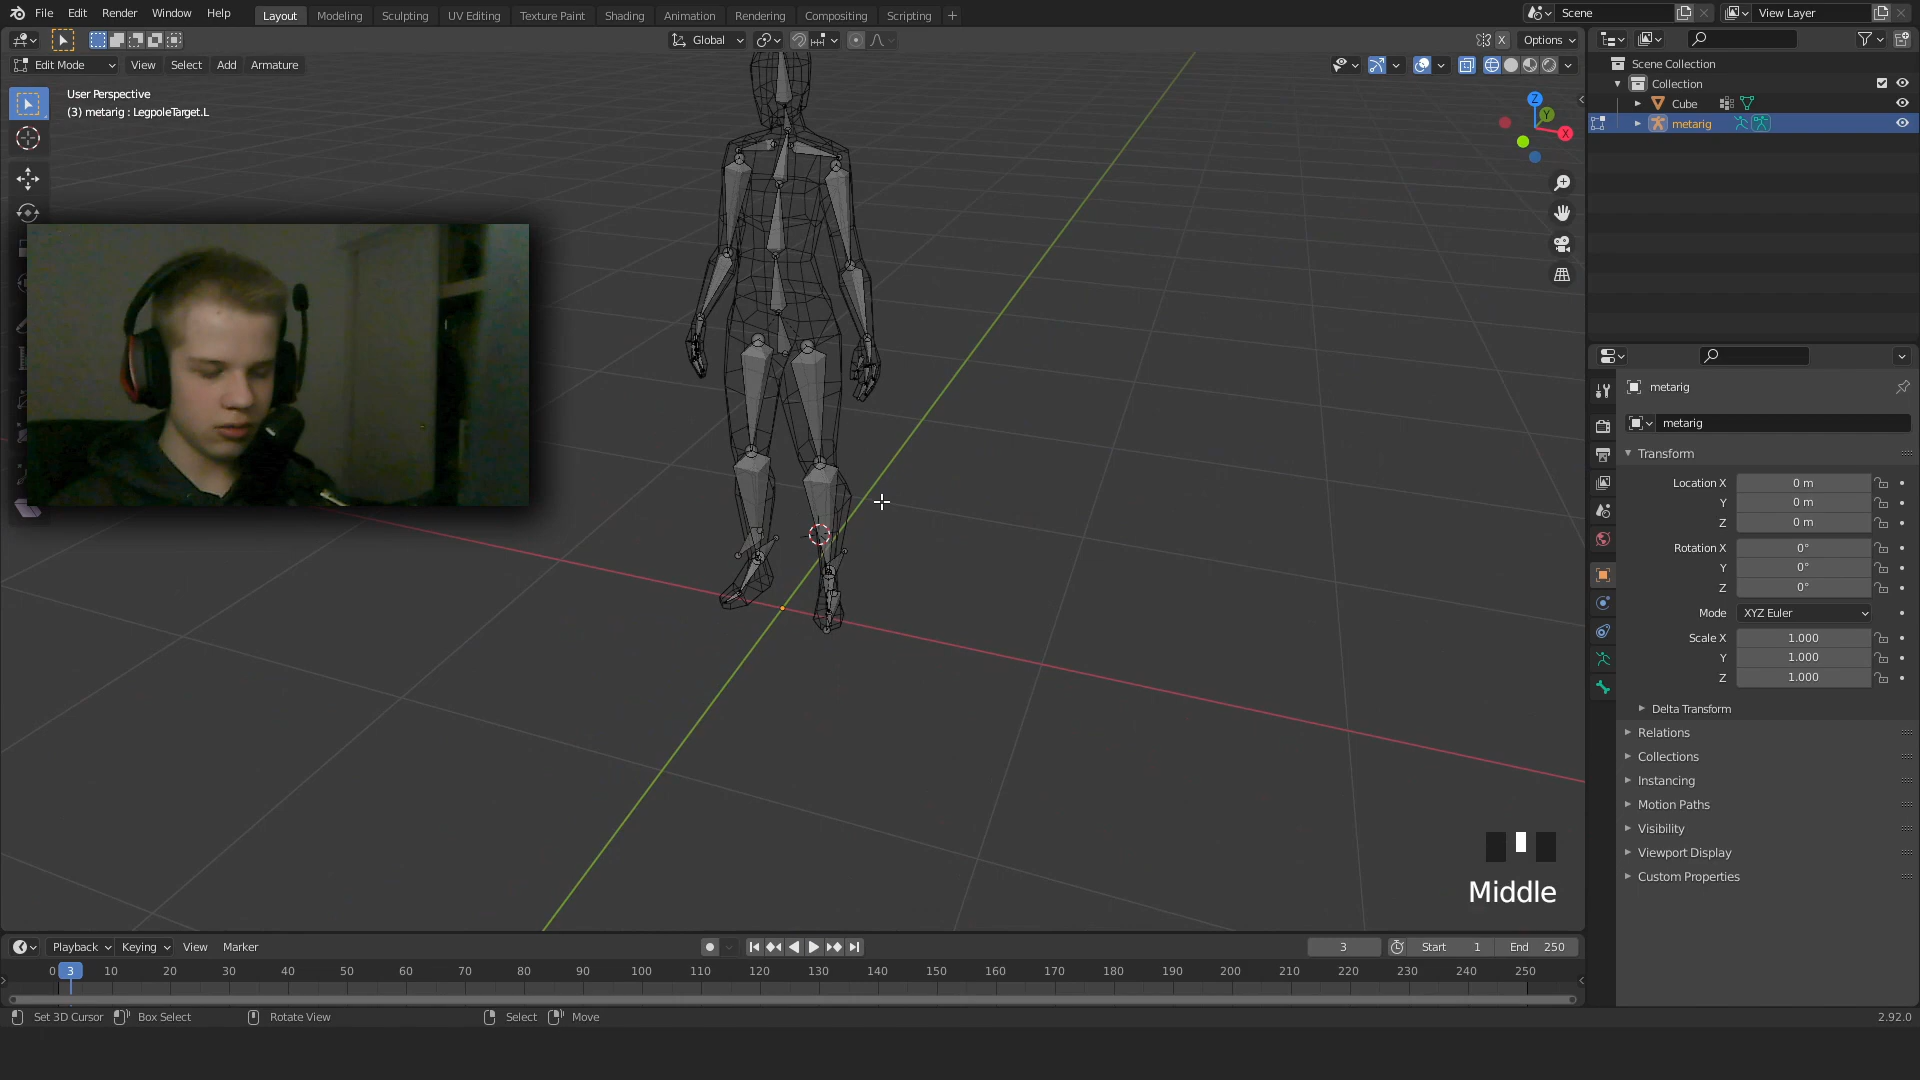 File Edit Render Window Help Layout Modeling Sculpting UV Editing Texture Paint Shading Animation Rendering Compositing Scripting + Scene View Layer
Global X Options
Edit Mode View Select Add Armature
User Perspective
(3) metarig : LegpoleTarget.L
Z
Y
X
Scene Collection
Collection
Cube
metarig
metarig
metarig
Transform
Location X 0 m
Y 0 m
Z 0 m
Rotation X 0°
Y 0°
Z 0°
Mode XYZ Euler
Scale X 1.000
Y 1.000
Z 1.000
Delta Transform
Relations
Collections
Instancing
Motion Paths
Visibility
Viewport Display
Custom Properties
Middle
Playback Keying View Marker 3 Start 1 End 250
0 3 10 20 30 40 50 60 70 80 90 100 110 120 130 140 150 160 170 180 190 200 210 220 230 240 250
Set 3D Cursor Box Select Rotate View Select Move 2.92.0